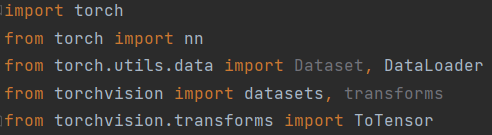 import torch
from torch import nn
from torch.utils.data import Dataset, DataLoader
from torchvision import datasets, transforms
from torchvision.transforms import ToTensor